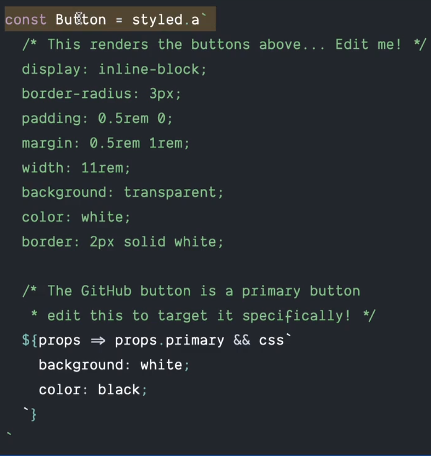 const Button = styled.a`
/* This renders the buttons above... Edit me! */
display: inline-block;
border-radius: 3px;
padding: 0.5rem 0;
margin: 0.5rem 1rem;
width: 11rem;
background: transparent;
color: white;
border: 2px solid white;
/* The GitHub button is a primary button
* edit this to target it specifically! */
${props => props.primary && css`
background: white;
color: black;
`}
`